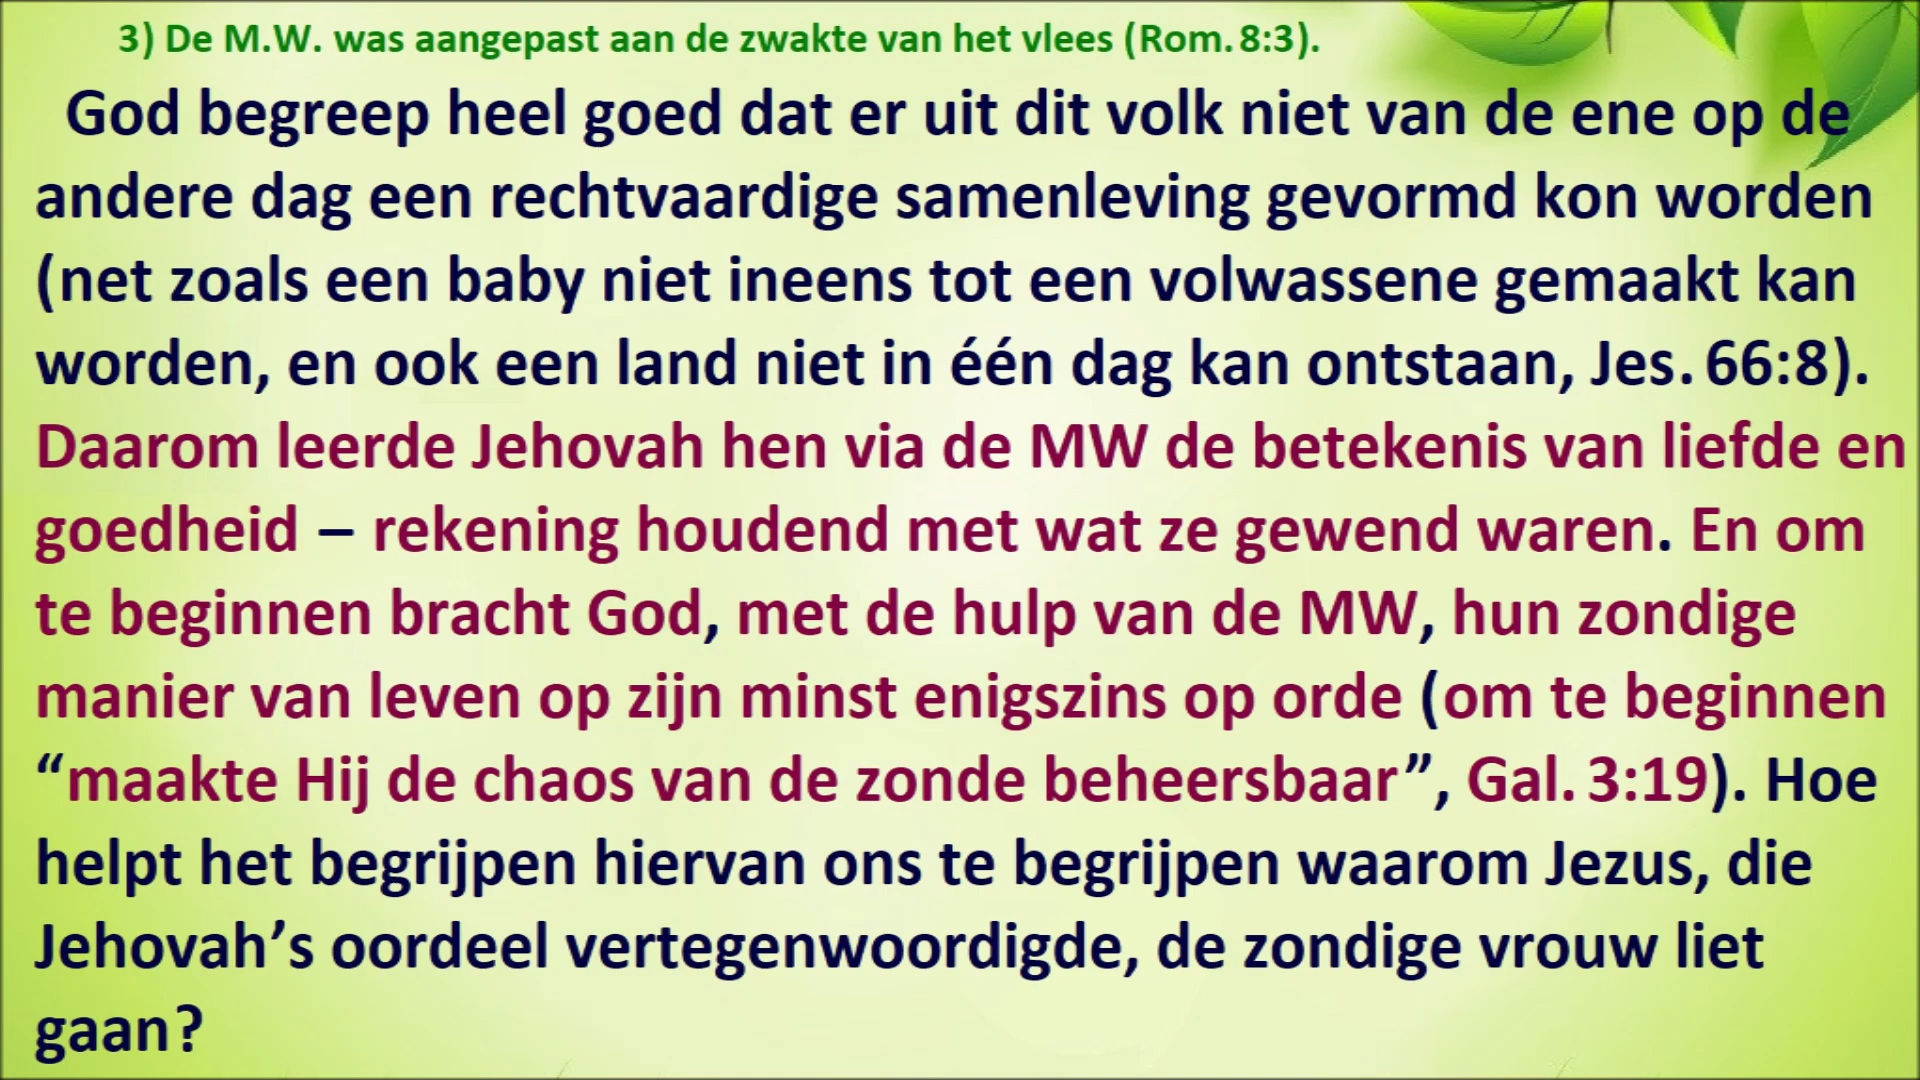 3) De M.W. was aangepast aan de zwakte van het vlees (Rom. 8:3).
God begreep heel goed dat er uit dit volk niet van de ene op de
andere dag een rechtvaardige samenleving gevormd kon worden
(net zoals een baby niet ineens tot een volwassene gemaakt kan
worden, en ook een land niet in één dag kan ontstaan, Jes. 66:8).
Daarom leerde Jehovah hen via de MW de betekenis van liefde en
goedheid – rekening houdend met wat ze gewend waren. En om
te beginnen bracht God, met de hulp van de MW, hun zondige
manier van leven op zijn minst enigszins op orde (om te beginnen
“maakte Hij de chaos van de zonde beheersbaar”, Gal. 3:19). Hoe
helpt het begrijpen hiervan ons te begrijpen waarom Jezus, die
Jehovah’s oordeel vertegenwoordigde, de zondige vrouw liet
gaan?